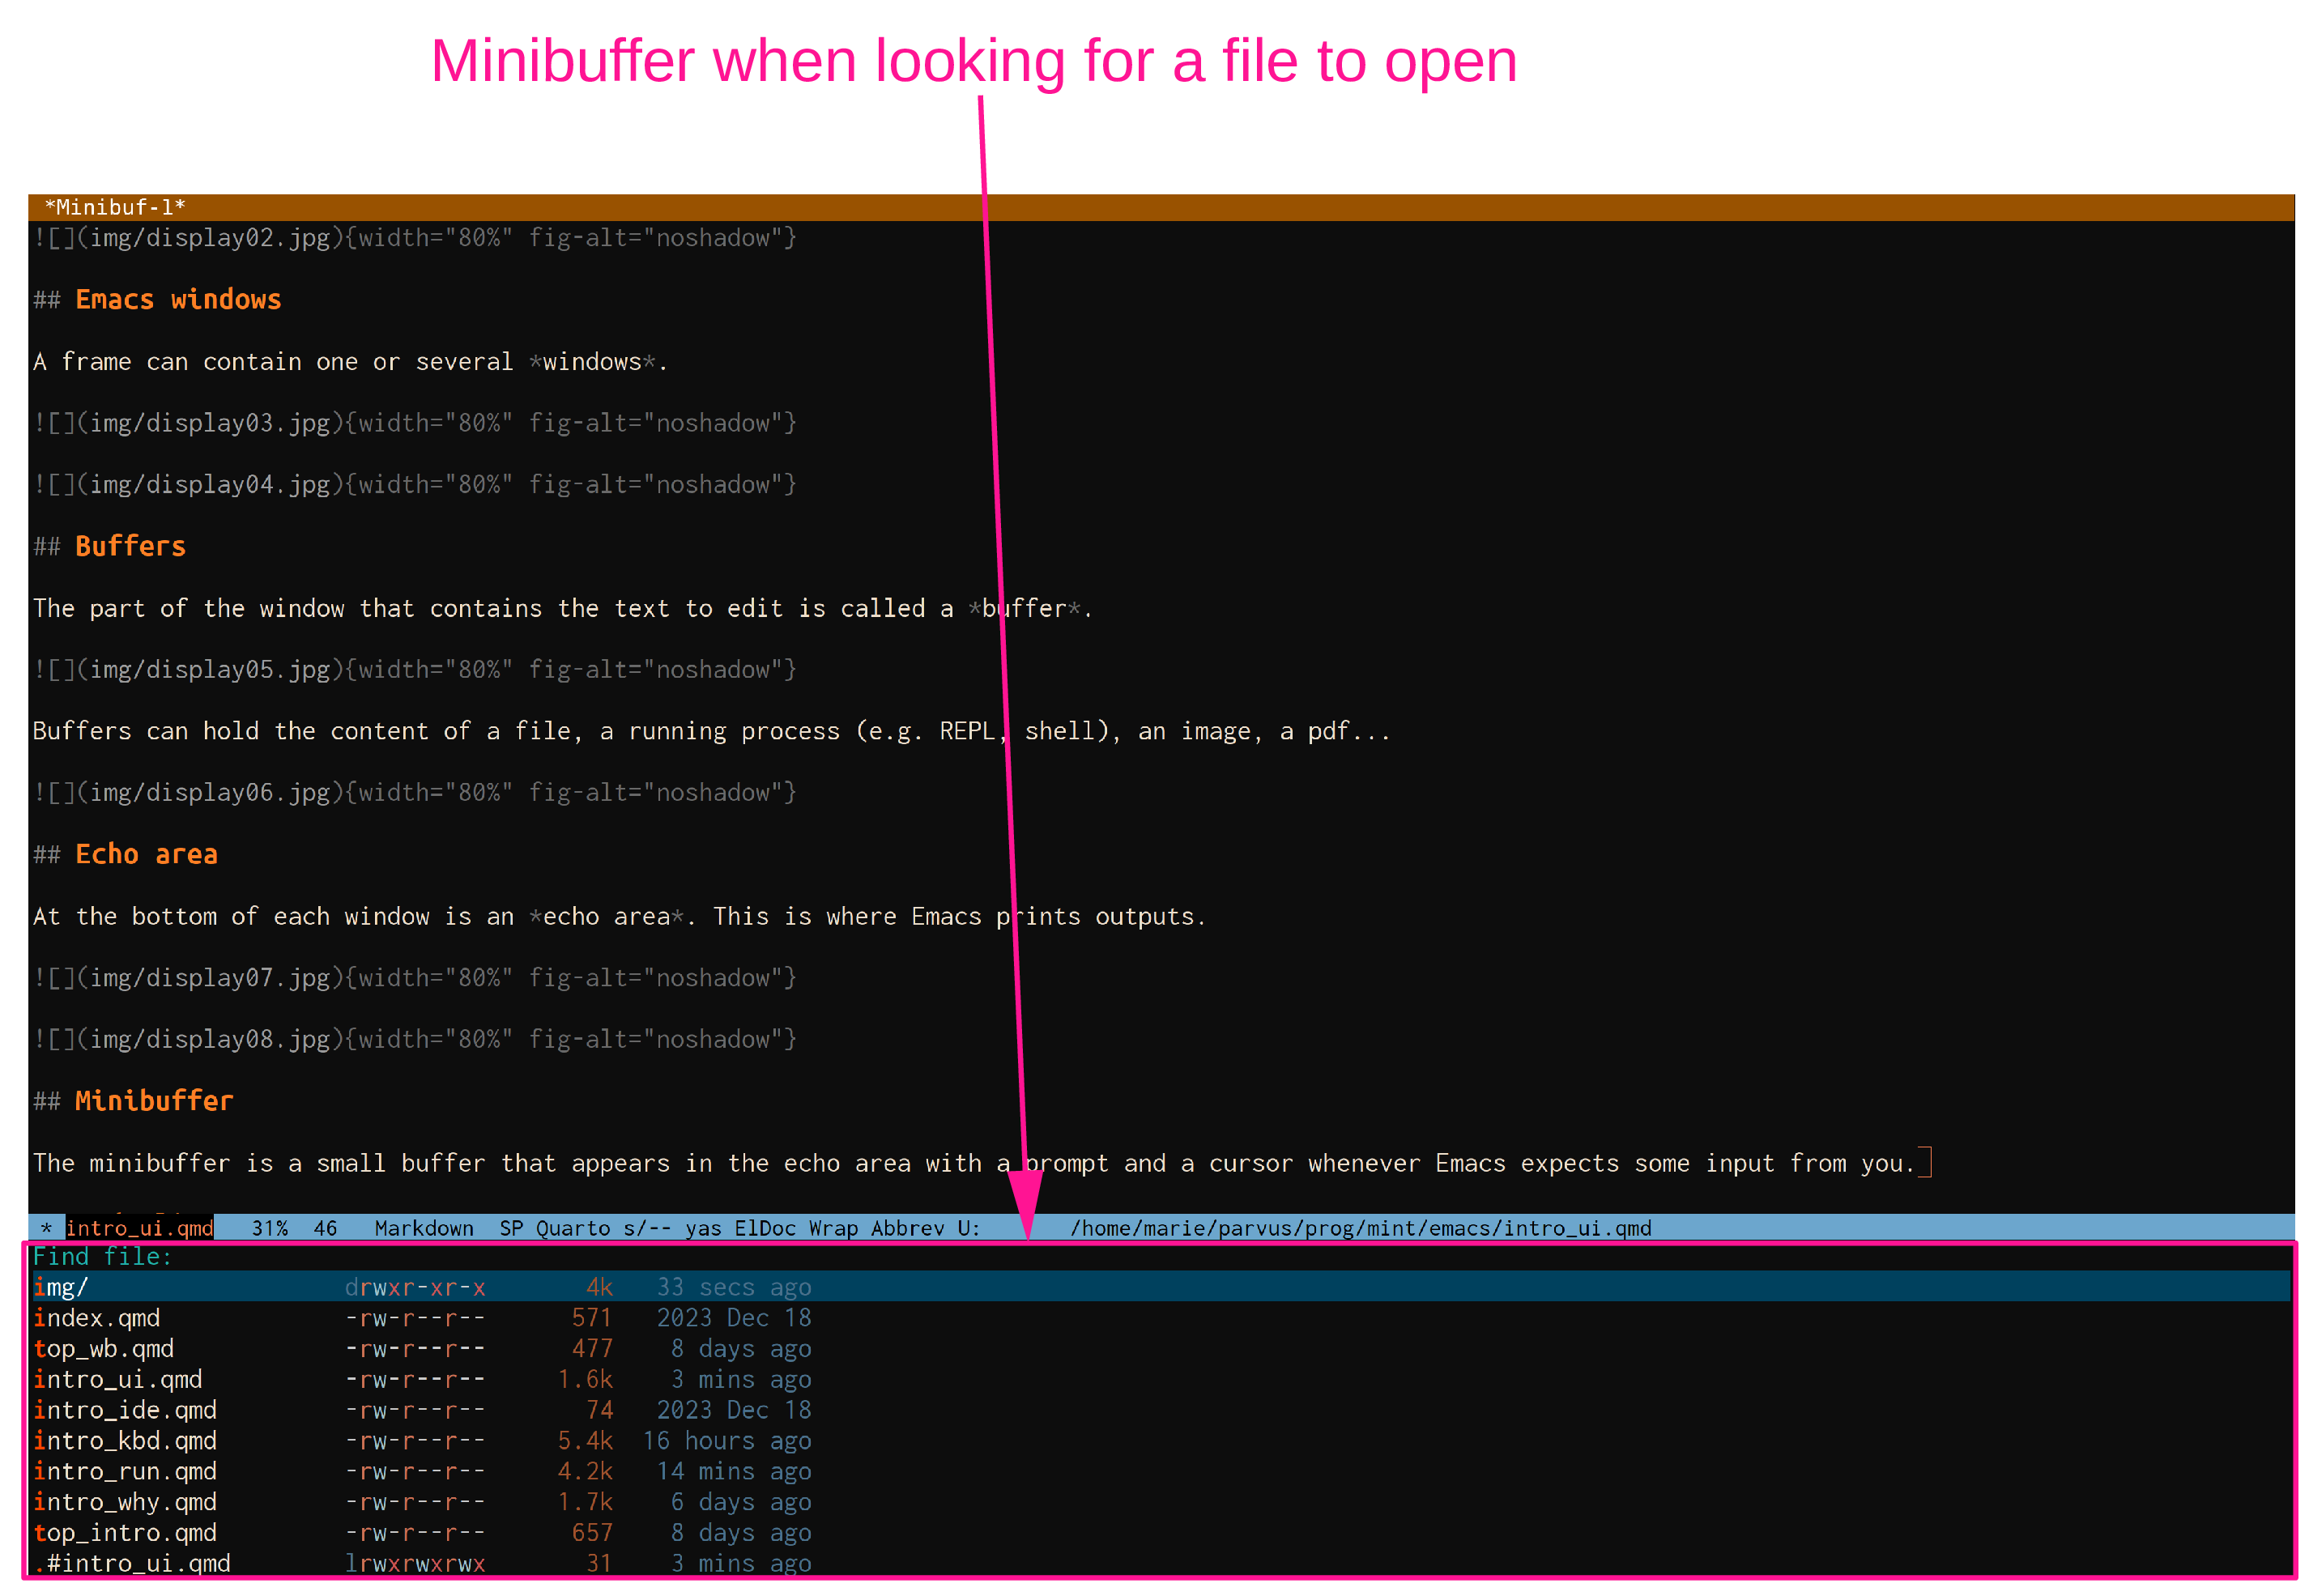 Minibuffer when looking for a file to open
*Minibuf-1*
![](img/display02.jpg){width="80%" fig-alt="noshadow"}
## Emacs windows
A frame can contain one or several *windows*.
![](img/display03.jpg){width="80%" fig-alt="noshadow"}
![](img/display04.jpg){width="80%" fig-alt="noshadow"}
## Buffers
The part of the window that contains the text to edit is called a *buffer*.
![](img/display05.jpg){width="80%" fig-alt="noshadow"}
Buffers can hold the content of a file, a running process (e.g. REPL, shell), an image, a pdf...
![](img/display06.jpg){width="80%" fig-alt="noshadow"}
## Echo area
At the bottom of each window is an *echo area*. This is where Emacs prints outputs.
![](img/display07.jpg){width="80%" fig-alt="noshadow"}
![](img/display08.jpg){width="80%" fig-alt="noshadow"}
## Minibuffer
The minibuffer is a small buffer that appears in the echo area with a prompt and a cursor whenever Emacs expects some input from you.
* intro_ui.qmd 31% 46 Markdown SP Quarto s/-- yas ElDoc Wrap Abbrev U: /home/marie/parvus/prog/mint/emacs/intro_ui.qmd
Find file:
img/ drwxr-xr-x 4k 33 secs ago
index.qmd -rw-r--r-- 571 2023 Dec 18
top_wb.qmd -rw-r--r-- 477 8 days ago
intro_ui.qmd -rw-r--r-- 1.6k 3 mins ago
intro_ide.qmd -rw-r--r-- 74 2023 Dec 18
intro_kbd.qmd -rw-r--r-- 5.4k 16 hours ago
intro_run.qmd -rw-r--r-- 4.2k 14 mins ago
intro_why.qmd -rw-r--r-- 1.7k 6 days ago
top_intro.qmd -rw-r--r-- 657 8 days ago
.#intro_ui.qmd lrwxrwxrwx 31 3 mins ago